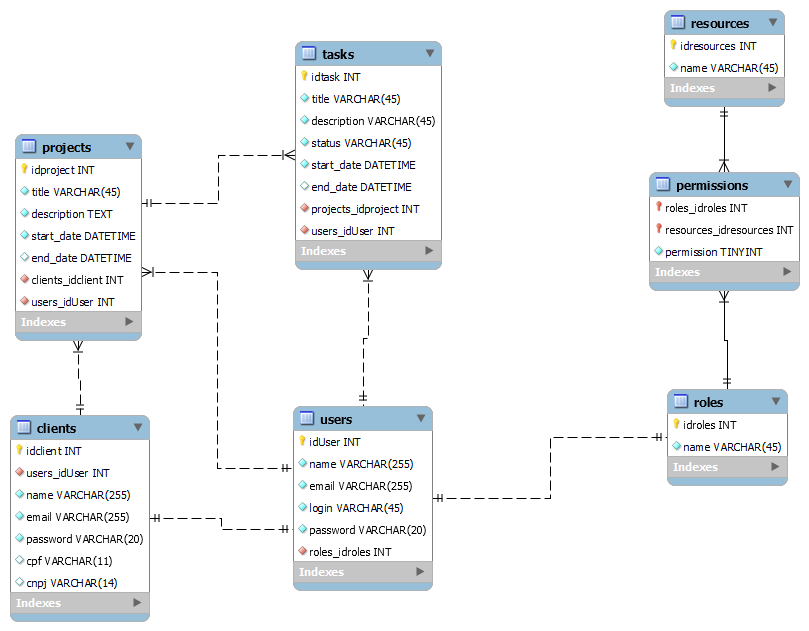 resources
idresources INT
name VARCHAR(45)
Indexes
tasks
idtask INT
title VARCHAR(45)
description VARCHAR(45)
status VARCHAR(45)
start_date DATETIME
end_date DATETIME
projects_idproject INT
users_idUser INT
Indexes
projects
idproject INT
title VARCHAR(45)
description TEXT
start_date DATETIME
end_date DATETIME
clients_idclient INT
users_idUser INT
Indexes
permissions
roles_idroles INT
resources_idresources INT
permission TINYINT
Indexes
clients
idclient INT
users_idUser INT
name VARCHAR(255)
email VARCHAR(255)
password VARCHAR(20)
cpf VARCHAR(11)
cnpj VARCHAR(14)
Indexes
users
idUser INT
name VARCHAR(255)
email VARCHAR(255)
login VARCHAR(45)
password VARCHAR(20)
roles_idroles INT
Indexes
roles
idroles INT
name VARCHAR(45)
Indexes